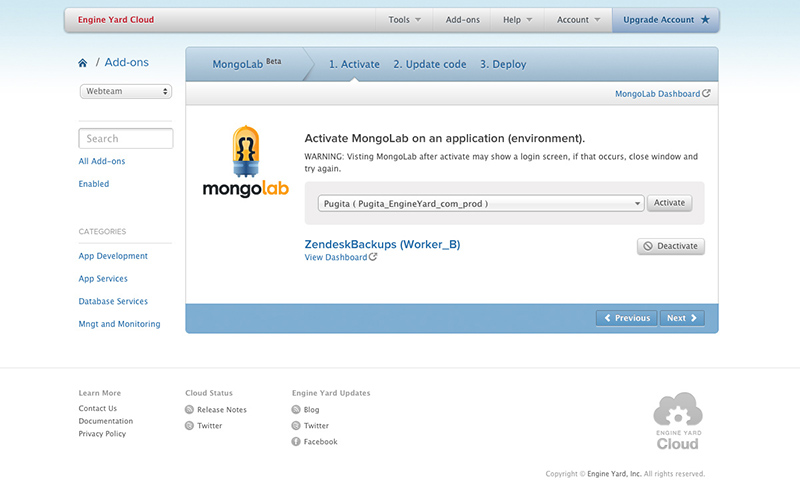 Engine Yard Cloud
Tools
Add-ons
Help
Account
Upgrade Account
/ Add-ons
Webteam
Search
All Add-ons
Enabled
CATEGORIES
App Development
App Services
Database Services
Mngt and Monitoring
MongoLab Beta
1. Activate
2. Update code
3. Deploy
MongoLab Dashboard
{}
mongolab
Activate MongoLab on an application (environment).
WARNING: Visting MongoLab after activate may show a login screen, if that occurs, close window and
try again.
Pugita ( Pugita_EngineYard_com_prod )
Activate
ZendeskBackups (Worker_B)
View Dashboard
Deactivate
Previous
Next
Learn More
Contact Us
Documentation
Privacy Policy
Cloud Status
Release Notes
Twitter
Engine Yard Updates
Blog
Twitter
Facebook
ENGINE YARD
Cloud
Copyright © Engine Yard, Inc. All rights reserved.